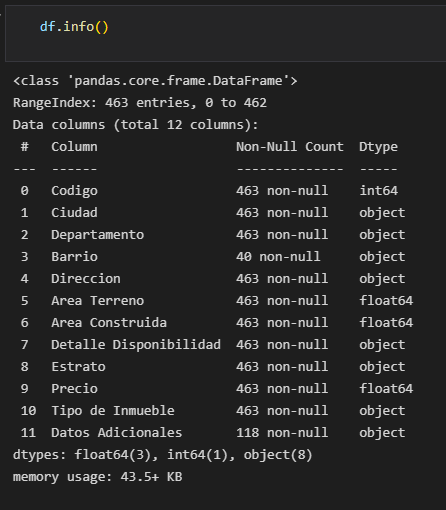 df.info()
<class 'pandas.core.frame.DataFrame'>
RangeIndex: 463 entries, 0 to 462
Data columns (total 12 columns):
 #   Column                 Non-Null Count  Dtype
---  ------                 --------------  -----
 0   Codigo                 463 non-null    int64
 1   Ciudad                 463 non-null    object
 2   Departamento           463 non-null    object
 3   Barrio                 40 non-null     object
 4   Direccion              463 non-null    object
 5   Area Terreno           463 non-null    float64
 6   Area Construida        463 non-null    float64
 7   Detalle Disponibilidad 463 non-null    object
 8   Estrato                463 non-null    object
 9   Precio                 463 non-null    float64
 10  Tipo de Inmueble       463 non-null    object
 11  Datos Adicionales      118 non-null    object
dtypes: float64(3), int64(1), object(8)
memory usage: 43.5+ KB